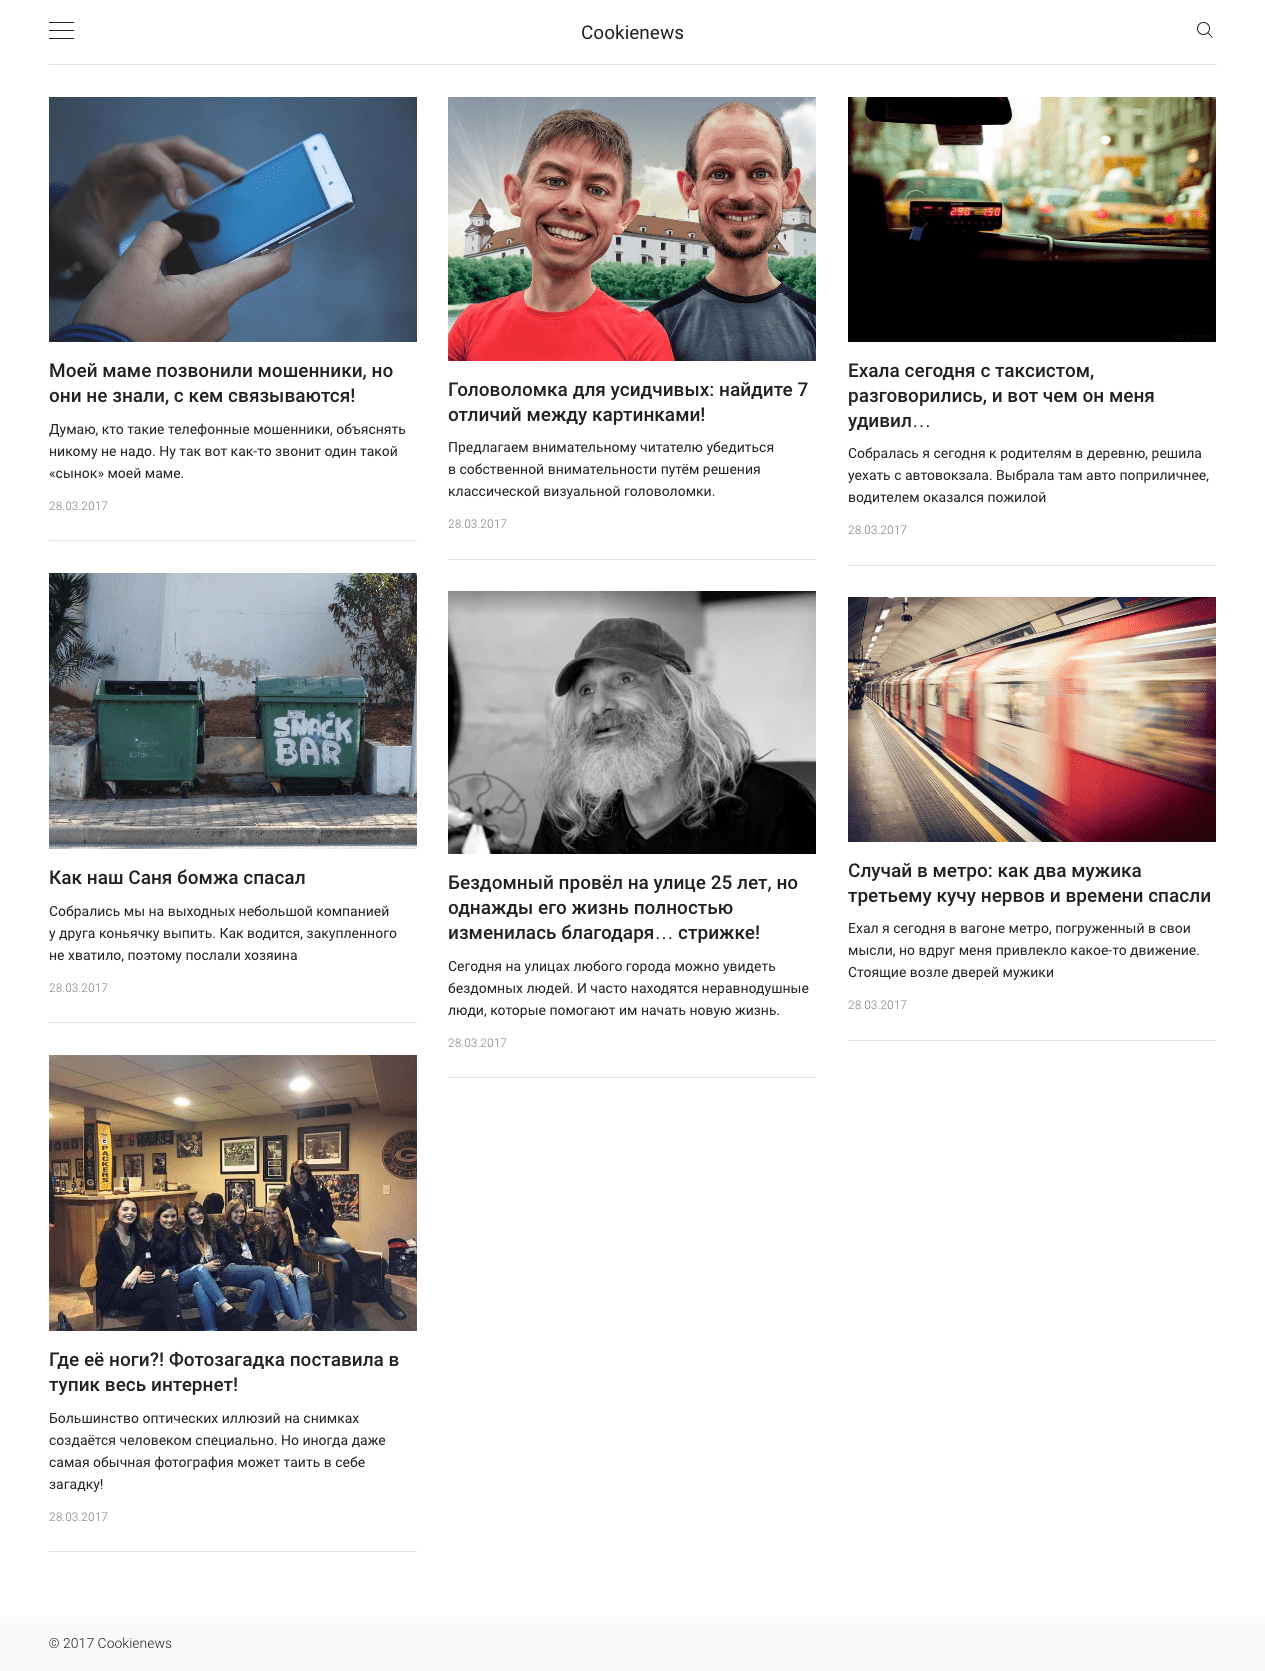 Cookienews
Моей маме позвонили мошенники, но
они не знали, с кем связываются!
Думаю, кто такие телефонные мошенники, объяснять
никому не надо. Ну так вот как-то звонит один такой
«сынок» моей маме.
28.03.2017
SNACK
BAR
Как наш Саня бомжа спасал
Собрались мы на выходных небольшой компанией
у друга коньячку выпить. Как водится, закупленного
не хватило, поэтому послали хозяина
28.03.2017
PACKERS
Где её ноги?! Фотозагадка поставила в
тупик весь интернет!
Большинство оптических иллюзий на снимках
создаётся человеком специально. Но иногда даже
самая обычная фотография может таить в себе
загадку!
28.03.2017
Головоломка для усидчивых: найдите 7
отличий между картинками!
Предлагаем внимательному читателю убедиться
в собственной внимательности путём решения
классической визуальной головоломки.
28.03.2017
Бездомный провёл на улице 25 лет, но
однажды его жизнь полностью
изменилась благодаря… стрижке!
Сегодня на улицах любого города можно увидеть
бездомных людей. И часто находятся неравнодушные
люди, которые помогают им начать новую жизнь.
28.03.2017
Ехала сегодня с таксистом,
разговорились, и вот чем он меня
удивил…
Собралась я сегодня к родителям в деревню, решила
уехать с автовокзала. Выбрала там авто поприличнее,
водителем оказался пожилой
28.03.2017
Случай в метро: как два мужика
третьему кучу нервов и времени спасли
Ехал я сегодня в вагоне метро, погруженный в свои
мысли, но вдруг меня привлекло какое-то движение.
Стоящие возле дверей мужики
28.03.2017
© 2017 Cookienews